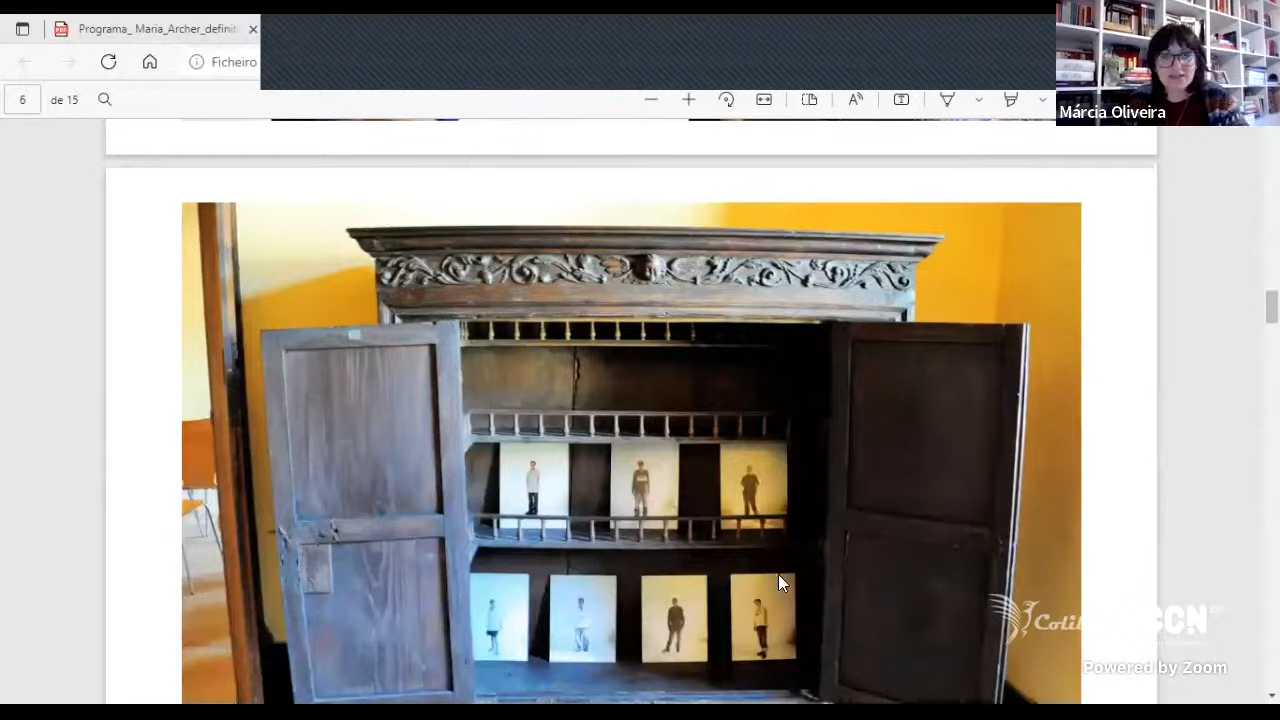 Programa_ Maria_Archer_definit
Ficheiro
6 de 15
Márcia Oliveira
Powered by Zoom